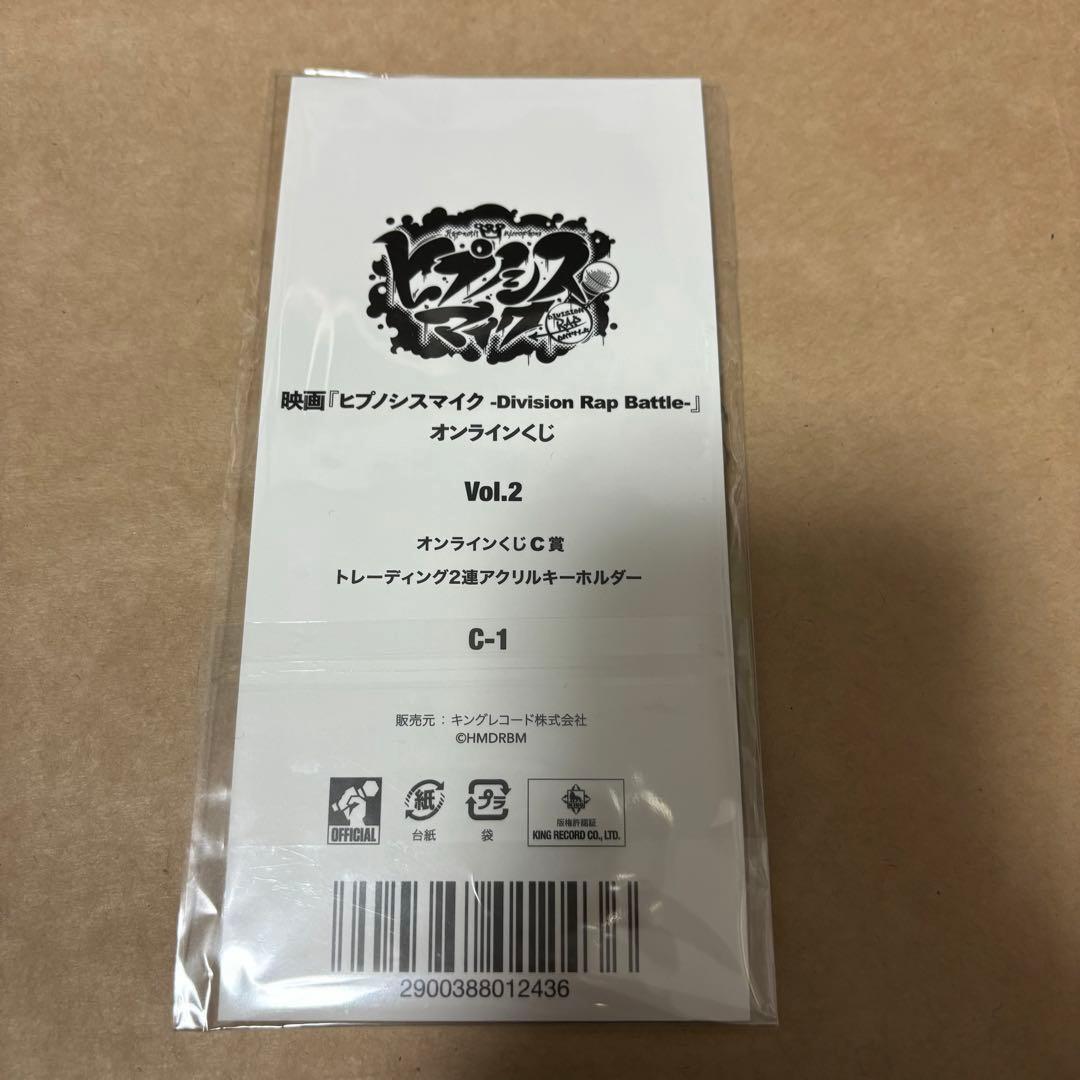 ヒプノシス
マイク
DIVISION
RAP
BATTLE
映画『ヒプノシスマイク -Division Rap Battle-』
オンラインくじ
Vol.2
オンラインくじC賞
トレーディング2連アクリルキーホルダー
C-1
販売元：キングレコード株式会社
©HMDRBM
OFFICIAL
紙
台紙
プラ
袋
版権許諾証
KING RECORD CO., LTD.
2900388012436